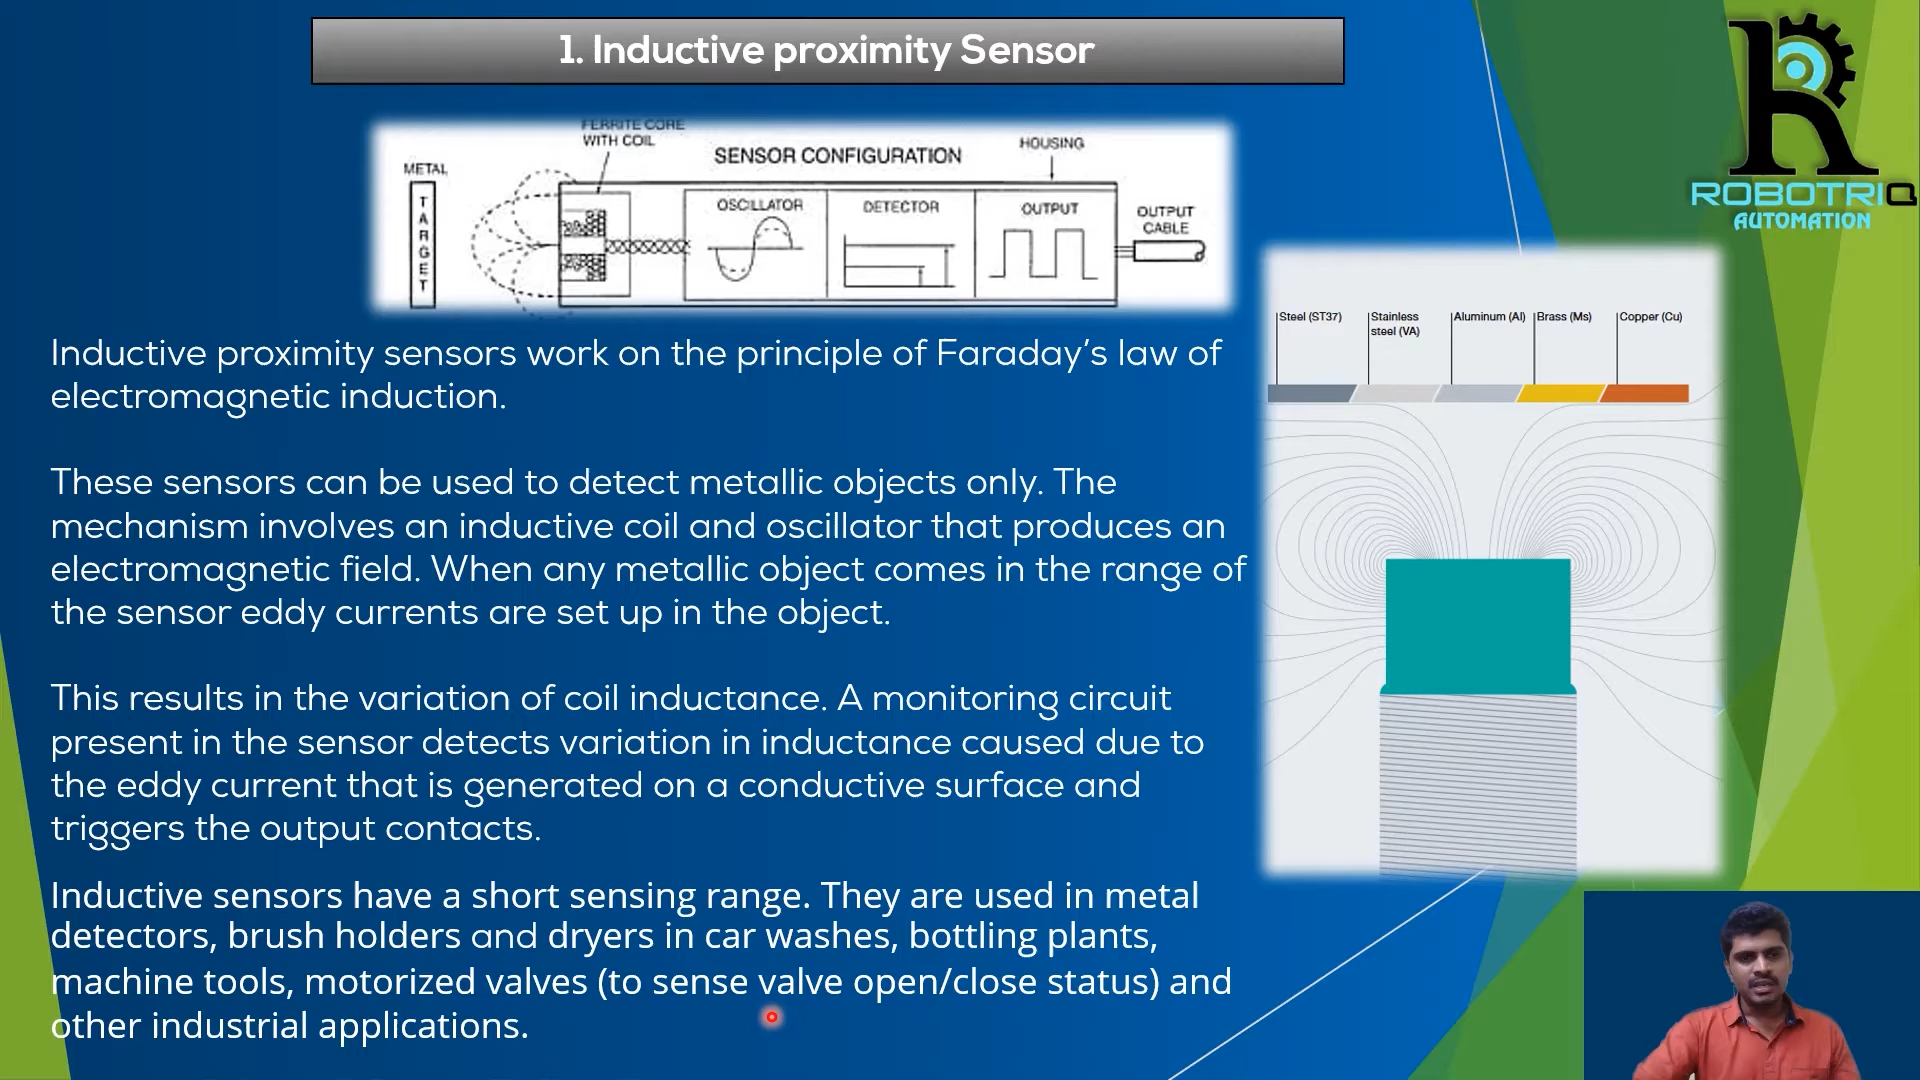 1. Inductive proximity Sensor
ROBOTRIQ
AUTOMATION
FERRITE CORE
WITH COIL
SENSOR CONFIGURATION
HOUSING
METAL
TARGET
OSCILLATOR
DETECTOR
OUTPUT
OUTPUT
CABLE
Steel (ST37)
Stainless
steel (VA)
Aluminum (Al)
Brass (Ms)
Copper (Cu)
Inductive proximity sensors work on the principle of Faraday’s law of
electromagnetic induction.
These sensors can be used to detect metallic objects only. The
mechanism involves an inductive coil and oscillator that produces an
electromagnetic field. When any metallic object comes in the range of
the sensor eddy currents are set up in the object.
This results in the variation of coil inductance. A monitoring circuit
present in the sensor detects variation in inductance caused due to
the eddy current that is generated on a conductive surface and
triggers the output contacts.
Inductive sensors have a short sensing range. They are used in metal
detectors, brush holders and dryers in car washes, bottling plants,
machine tools, motorized valves (to sense valve open/close status) and
other industrial applications.